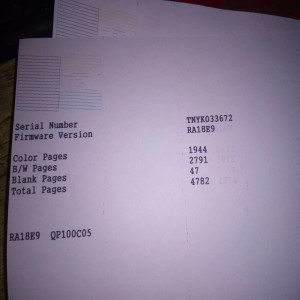 Serial Number TNYK033672
Firmware Version RA18E9
Color Pages 1944
B/W Pages 2791
Blank Pages 47
Total Pages 4782
RA18E9 QP100C05